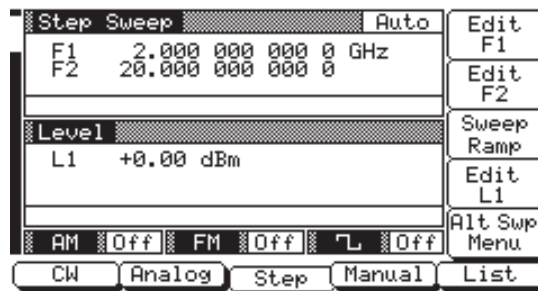 Step Sweep Auto
F1 2.000 000 000 0 GHz
F2 20.000 000 000 0
Level
L1 +0.00 dBm
AM Off FM Off Off
CW Analog Step Manual List
Edit
F1
Edit
F2
Sweep
Ramp
Edit
L1
Alt Swp
Menu